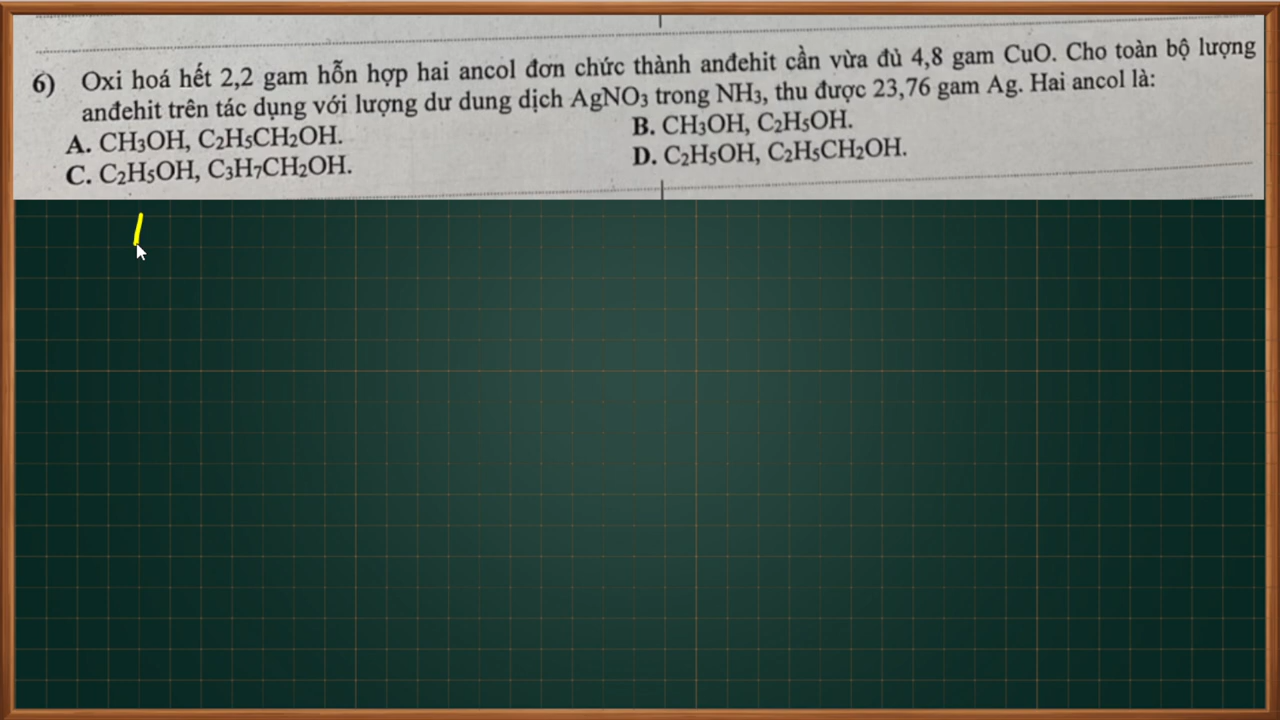 6) Oxi hoá hết 2,2 gam hỗn hợp hai ancol đơn chức thành anđehit cần vừa đủ 4,8 gam CuO. Cho toàn bộ lượng
anđehit trên tác dụng với lượng dư dung dịch AgNO3 trong NH3, thu được 23,76 gam Ag. Hai ancol là:
A. CH3OH, C2H5CH2OH.
B. CH3OH, C2H5OH.
C. C2H5OH, C3H7CH2OH.
D. C2H5OH, C2H5CH2OH.